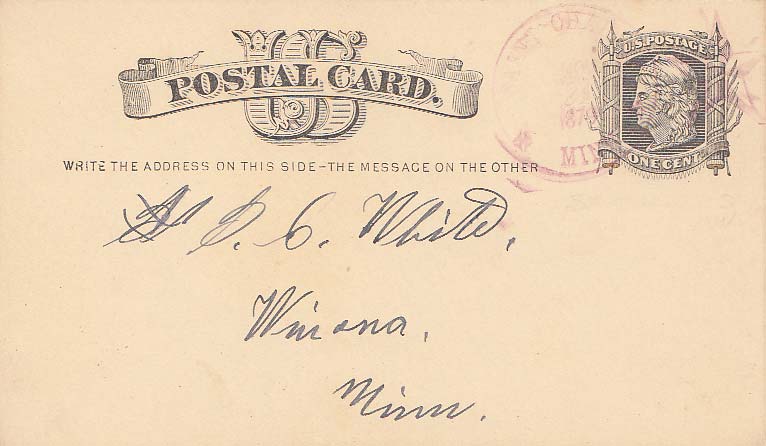 US
POSTAL CARD.
U.S. POSTAGE
ONE CENT
WRITE THE ADDRESS ON THIS SIDE – THE MESSAGE ON THE OTHER
S. C. White,
Winona,
Minn.